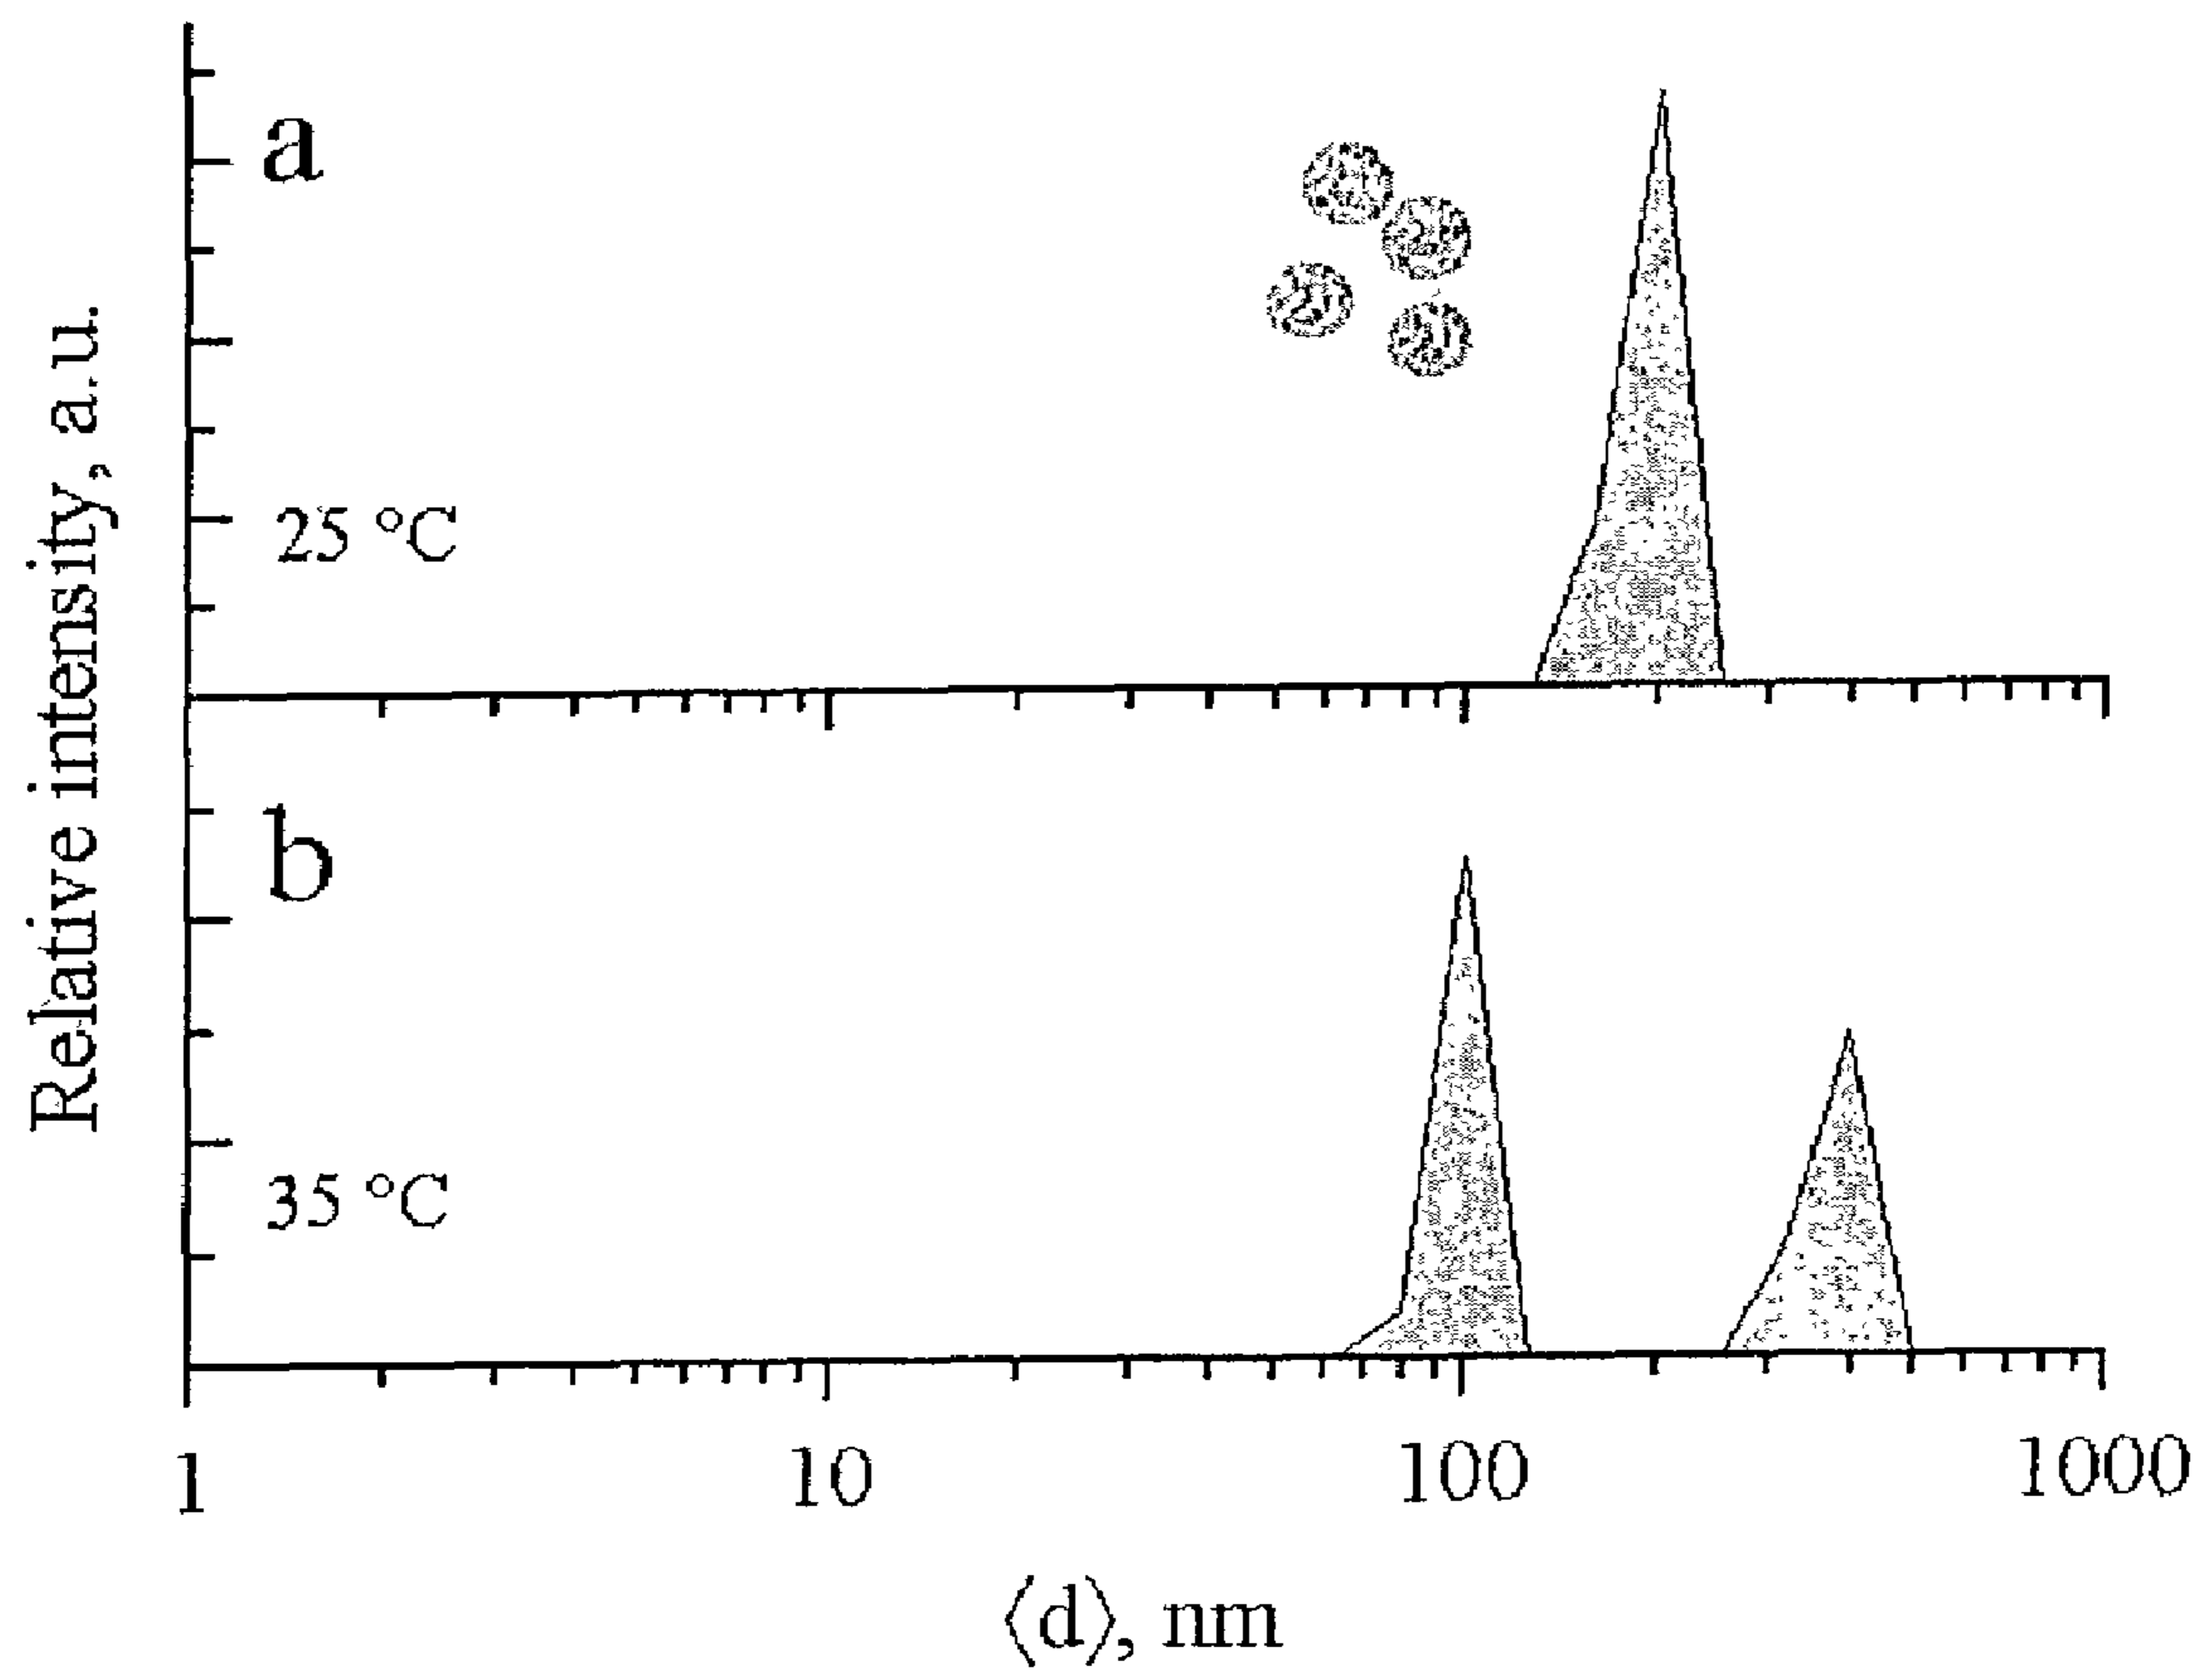 Relative intensity, a.u.
a
25 °C
b
35 °C
1 10 100 1000
⟨d⟩, nm